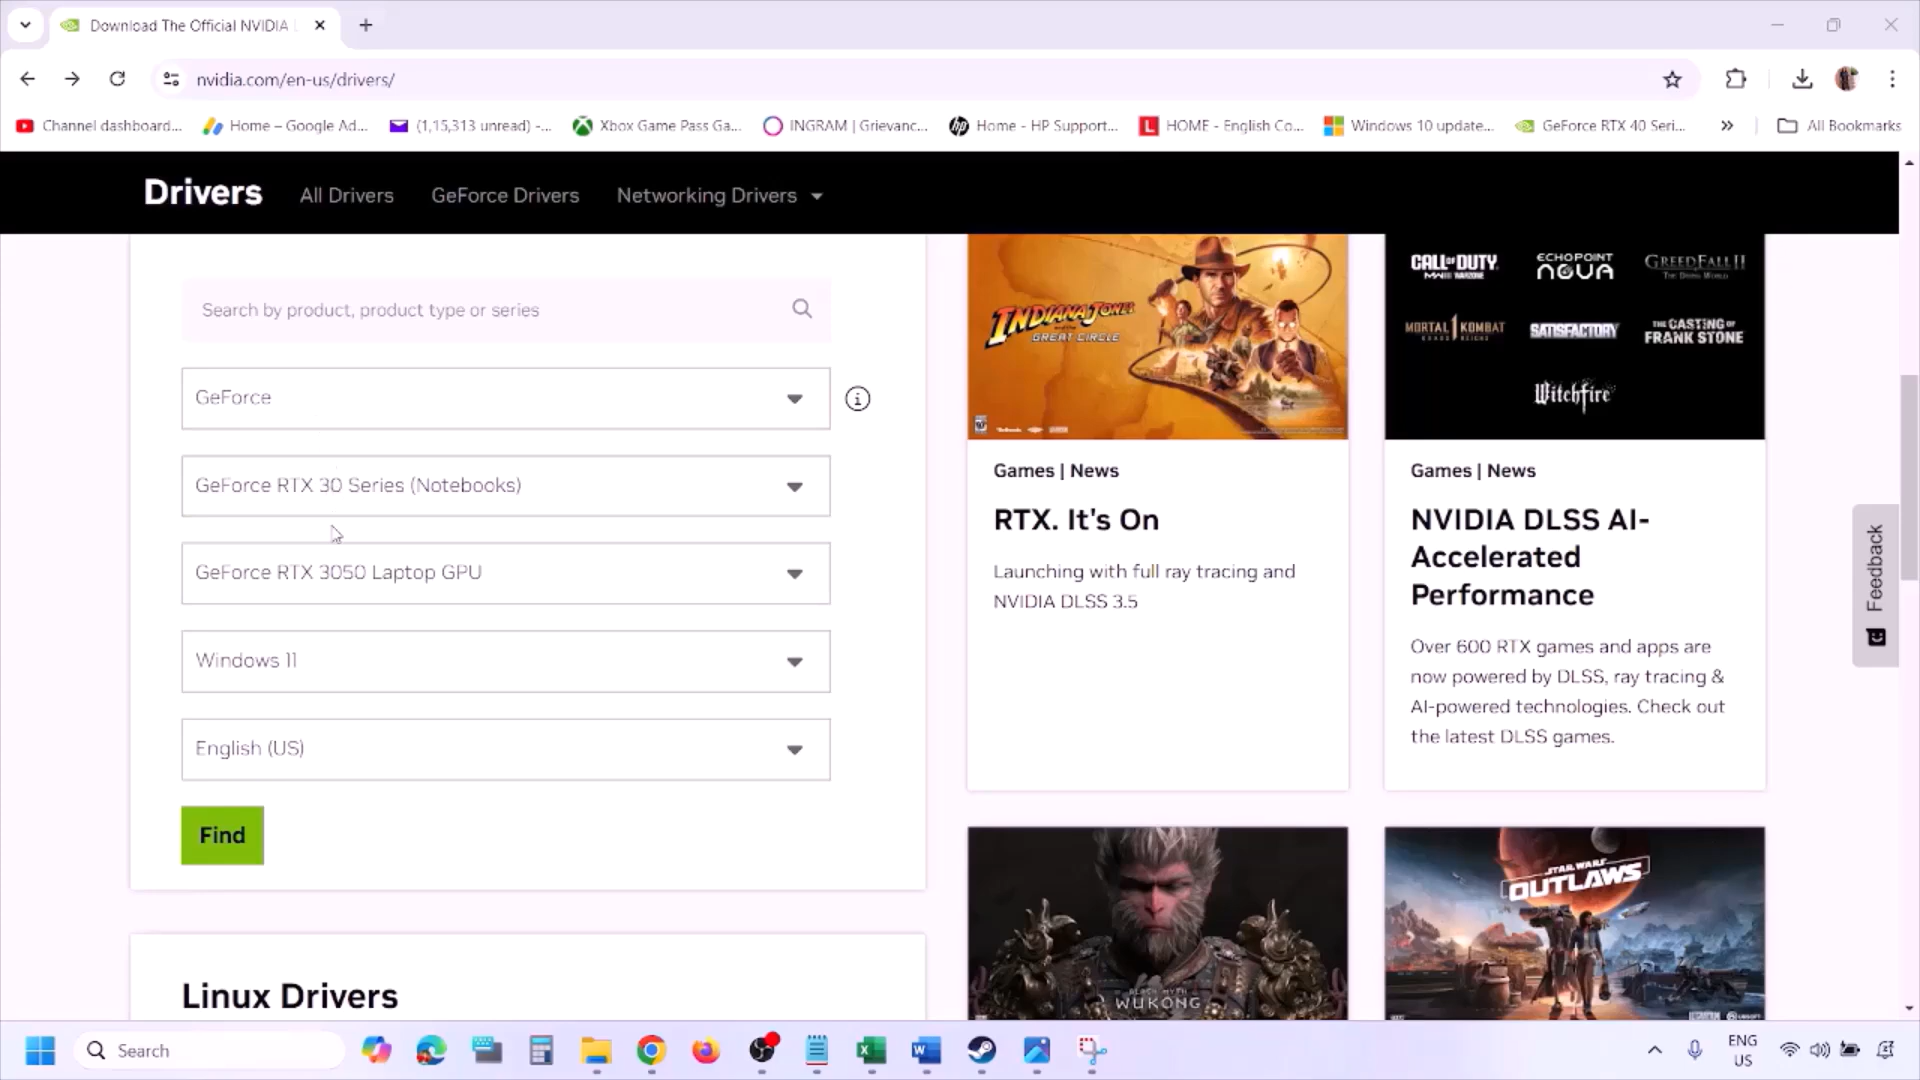 Download The Official NVIDIA
nvidia.com/en-us/drivers/
Channel dashboard...
Home – Google Ad...
(1,15,313 unread) -...
Xbox Game Pass Ga...
INGRAM | Grievanc...
Home - HP Support...
HOME - English Co...
Windows 10 update...
GeForce RTX 40 Seri...
All Bookmarks
Drivers
All Drivers
GeForce Drivers
Networking Drivers
Search by product, product type or series
GeForce
GeForce RTX 30 Series (Notebooks)
GeForce RTX 3050 Laptop GPU
Windows 11
English (US)
Find
Linux Drivers
INDIANA JONES
GREAT CIRCLE
Games | News
RTX. It's On
Launching with full ray tracing and
NVIDIA DLSS 3.5
CALL OF DUTY
ECHOPOINT
NOVA
GREEDFALL II
THE DYING WORLD
MORTAL KOMBAT 1
SATISFACTORY
THE CASTING OF
FRANK STONE
Witchfire
Games | News
NVIDIA DLSS AI-
Accelerated
Performance
Over 600 RTX games and apps are
now powered by DLSS, ray tracing &
AI-powered technologies. Check out
the latest DLSS games.
BLACK MYTH
WUKONG
STAR WARS
OUTLAWS
Feedback
Search
ENG
US